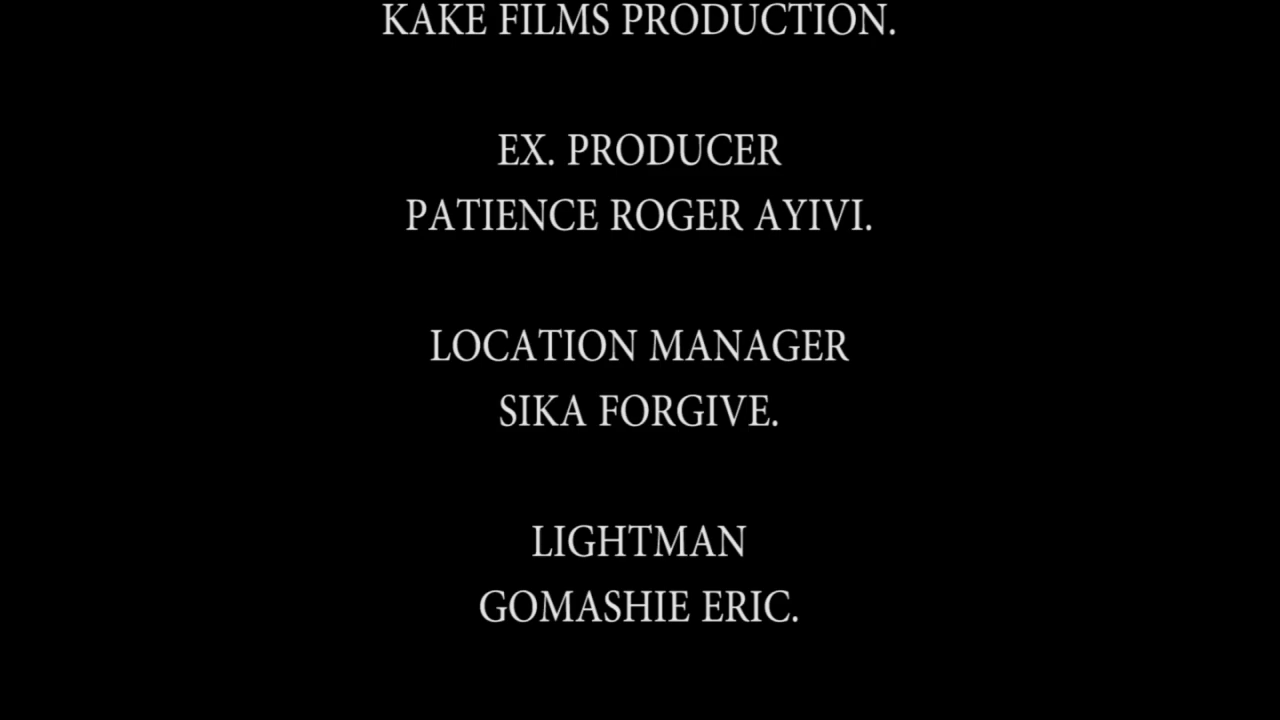 KAKE FILMS PRODUCTION.
EX. PRODUCER
PATIENCE ROGER AYIVI.
LOCATION MANAGER
SIKA FORGIVE.
LIGHTMAN
GOMASHIE ERIC.